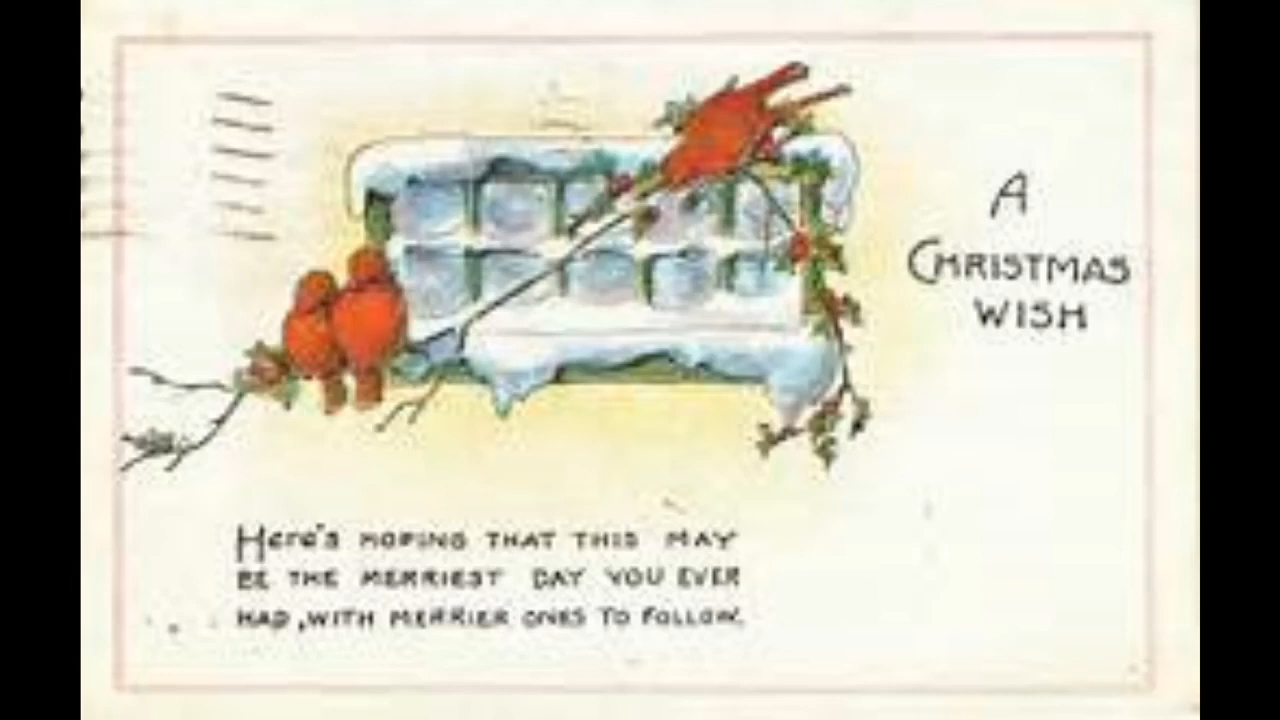 A
CHRISTMAS
WISH
HERE'S HOPING THAT THIS MAY
BE THE MERRIEST DAY YOU EVER
HAD, WITH MERRIER ONES TO FOLLOW.